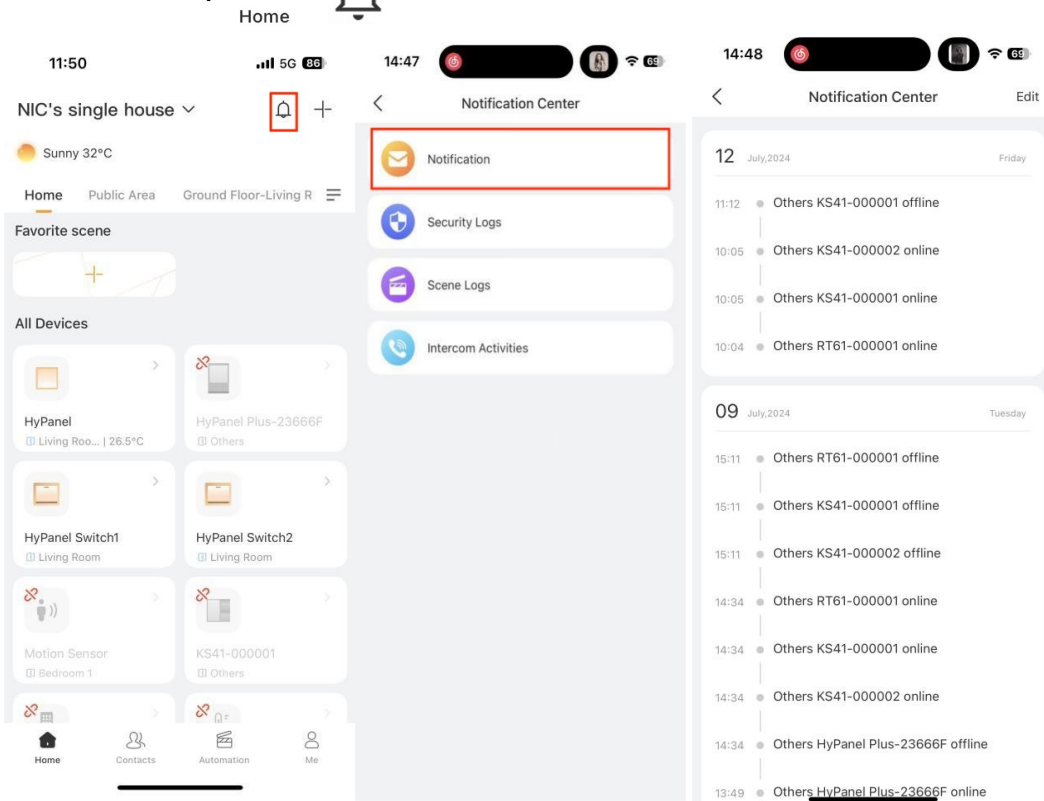 Home
11:50
5G 86
NIC's single house
Sunny 32°C
Home Public Area Ground Floor-Living R
Favorite scene
All Devices
HyPanel
Living Roo... | 26.5°C
HyPanel Plus-23666F
Others
HyPanel Switch1
Living Room
HyPanel Switch2
Living Room
Motion Sensor
Bedroom 1
KS41-000001
Others
Home Contacts Automation Me
14:47
69
Notification Center
Notification
Security Logs
Scene Logs
Intercom Activities
14:48
69
Notification Center Edit
12 July,2024 Friday
11:12 Others KS41-000001 offline
10:05 Others KS41-000002 online
10:05 Others KS41-000001 online
10:04 Others RT61-000001 online
09 July,2024 Tuesday
15:11 Others RT61-000001 offline
15:11 Others KS41-000001 offline
15:11 Others KS41-000002 offline
14:34 Others RT61-000001 online
14:34 Others KS41-000001 online
14:34 Others KS41-000002 online
14:34 Others HyPanel Plus-23666F offline
13:49 Others HyPanel Plus-23666F online